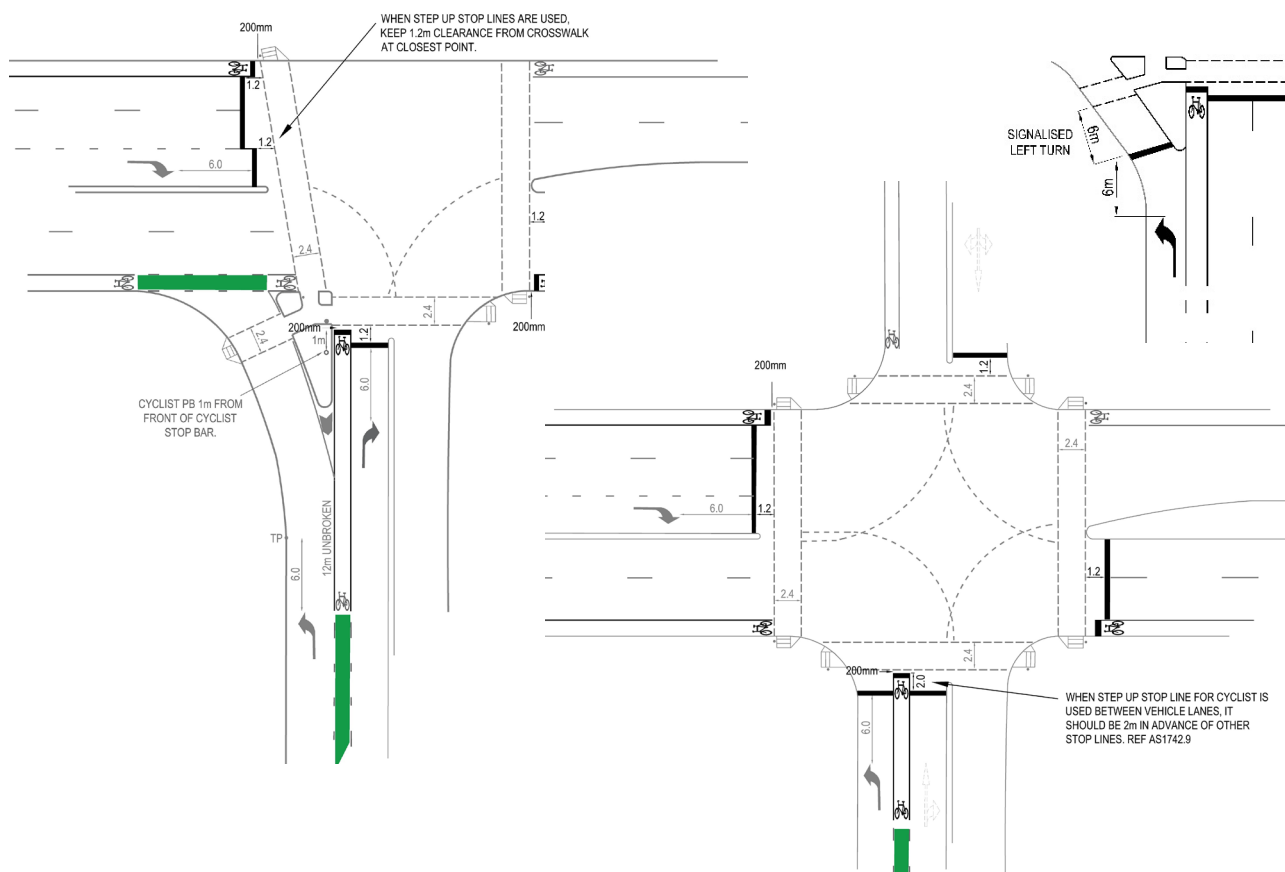 200mm
WHEN STEP UP STOP LINES ARE USED,
KEEP 1.2m CLEARANCE FROM CROSSWALK
AT CLOSEST POINT.
1.2
1.2
6.0
1.2
2.4
2.4
200mm
200mm
1m
1.2
2.4
6.0
CYCLIST PB 1m FROM
FRONT OF CYCLIST
STOP BAR.
12m UNBROKEN
TP
6.0
SIGNALISED
LEFT TURN
6m
6m
200mm
1.2
2.4
2.4
6.0
1.2
1.2
2.4
2.4
200mm
2.0
6.0
WHEN STEP UP STOP LINE FOR CYCLIST IS
USED BETWEEN VEHICLE LANES, IT
SHOULD BE 2m IN ADVANCE OF OTHER
STOP LINES. REF AS1742.9